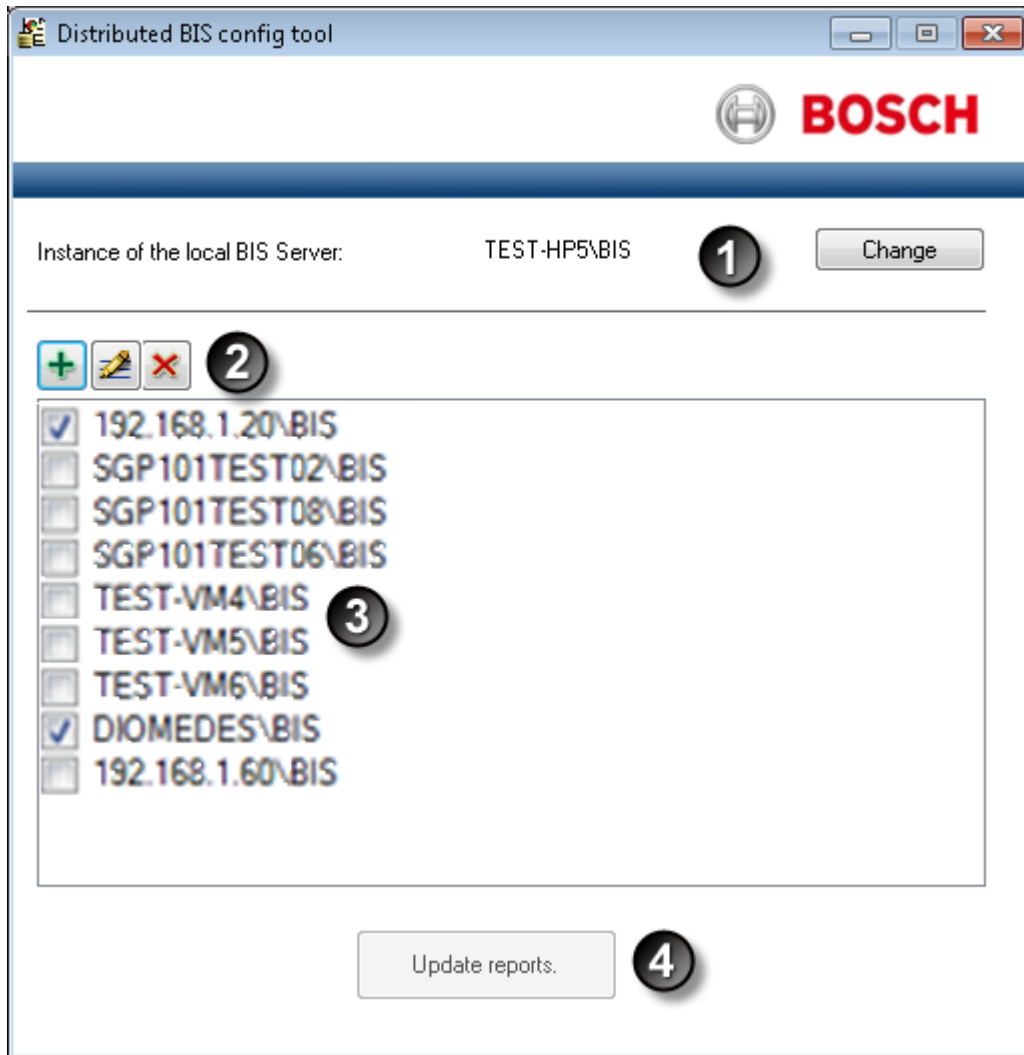 Distributed BIS config tool
BOSCH
Instance of the local BIS Server: TEST-HP5\BIS 1 Change
2
192.168.1.20\BIS
SGP101TEST02\BIS
SGP101TEST08\BIS
SGP101TEST06\BIS
TEST-VM4\BIS
3
TEST-VM5\BIS
TEST-VM6\BIS
DIOMEDES\BIS
192.168.1.60\BIS
Update reports. 4